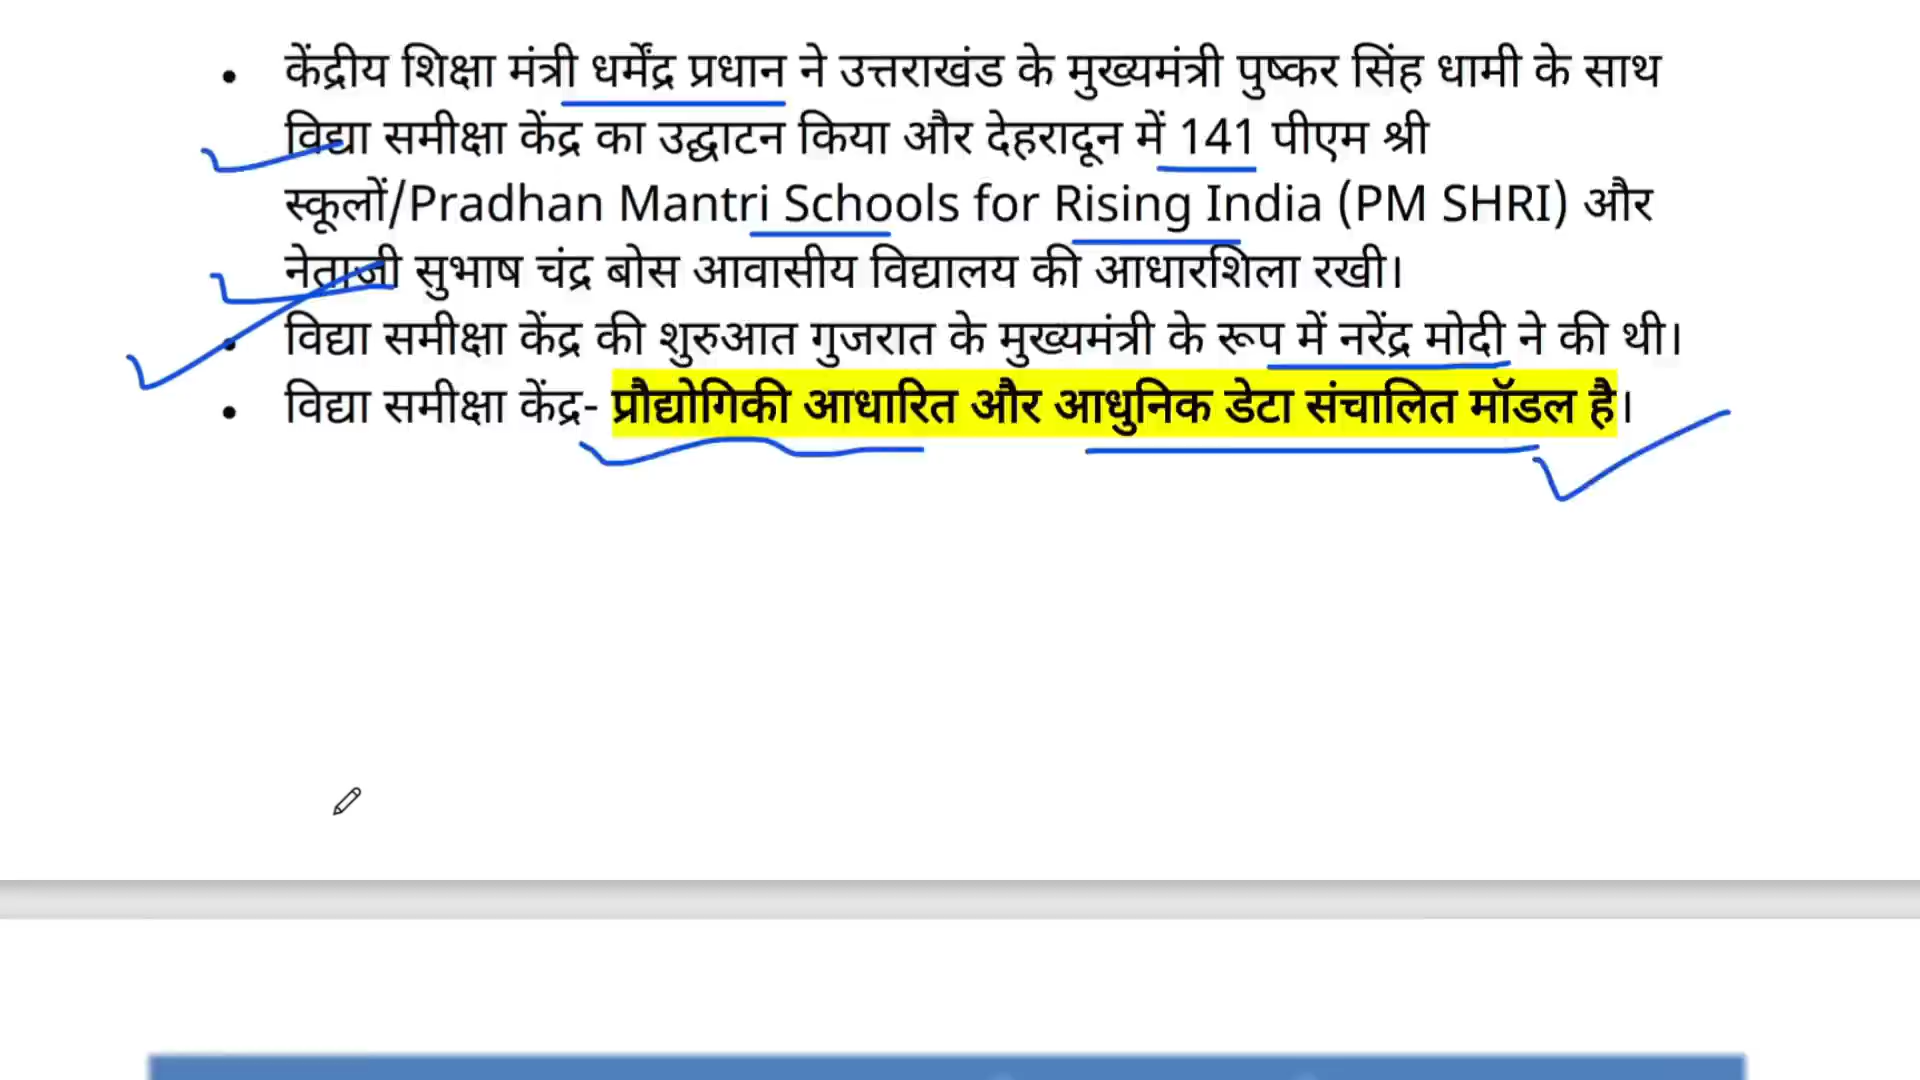 • केंद्रीय शिक्षा मंत्री धर्मेंद्र प्रधान ने उत्तराखंड के मुख्यमंत्री पुष्कर सिंह धामी के साथ
विद्या समीक्षा केंद्र का उद्घाटन किया और देहरादून में 141 पीएम श्री
स्कूलों/Pradhan Mantri Schools for Rising India (PM SHRI) और
नेताजी सुभाष चंद्र बोस आवासीय विद्यालय की आधारशिला रखी।
• विद्या समीक्षा केंद्र की शुरुआत गुजरात के मुख्यमंत्री के रूप में नरेंद्र मोदी ने की थी।
• विद्या समीक्षा केंद्र- प्रौद्योगिकी आधारित और आधुनिक डेटा संचालित मॉडल है।